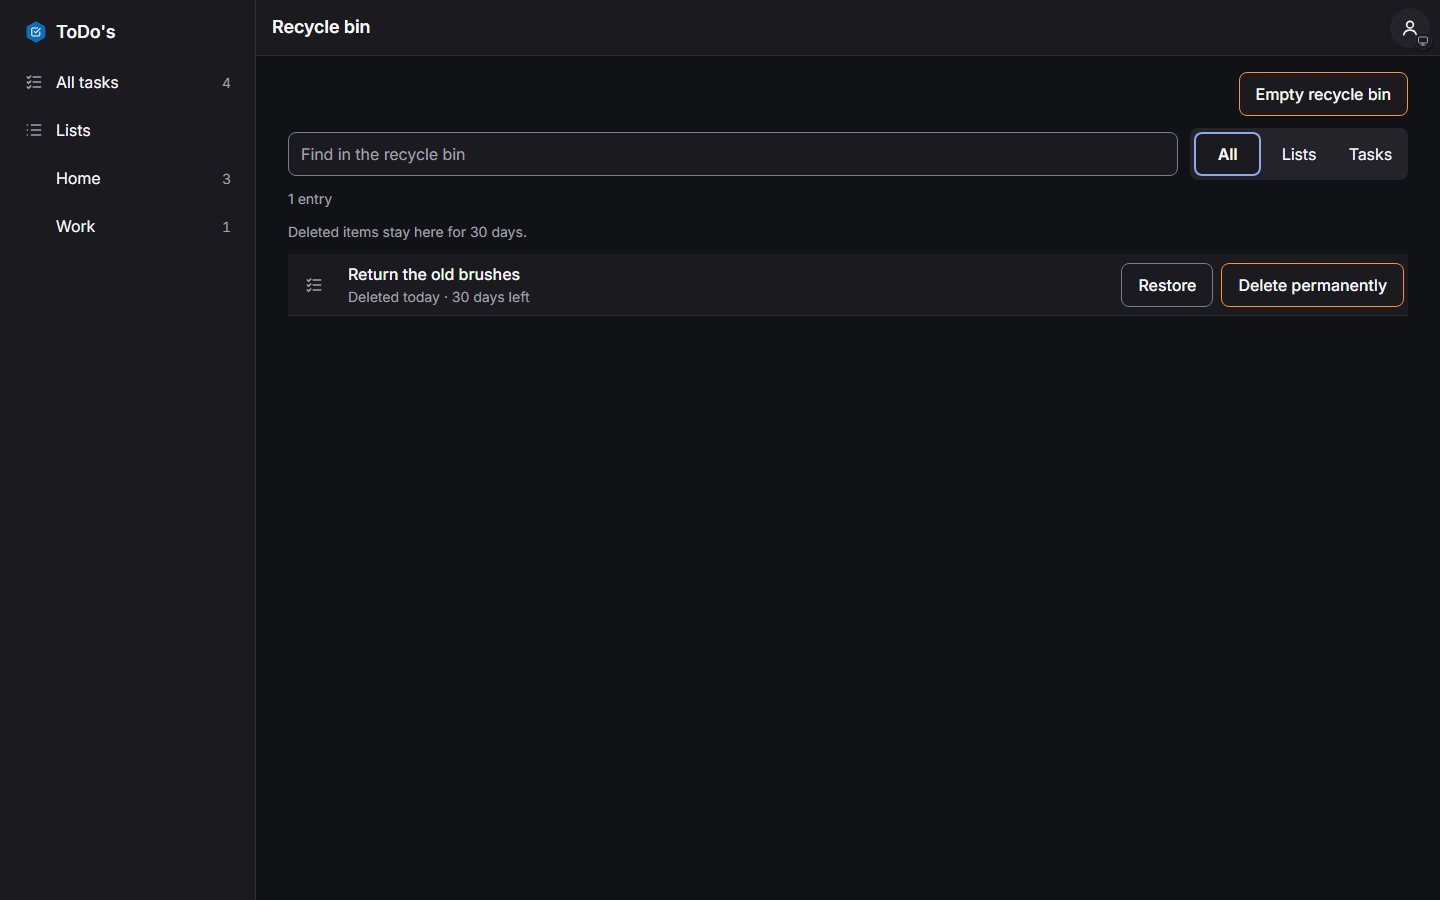 ToDo's
All tasks 4
Lists
Home 3
Work 1
Recycle bin
Empty recycle bin
Find in the recycle bin
All Lists Tasks
1 entry
Deleted items stay here for 30 days.
Return the old brushes
Deleted today · 30 days left
Restore Delete permanently